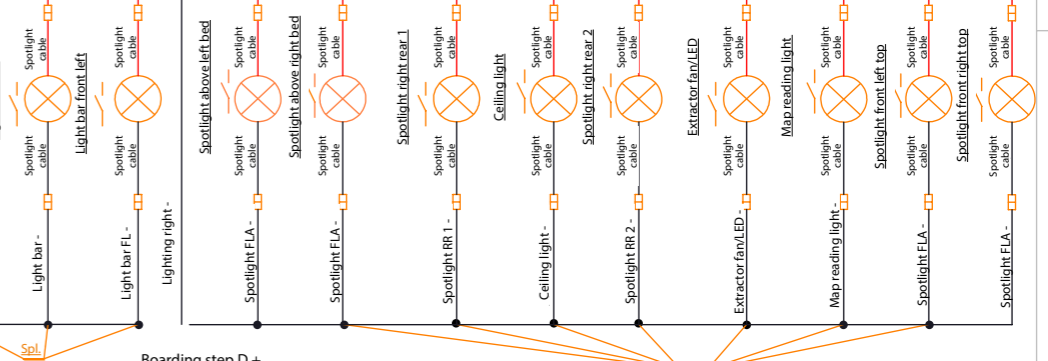 Spotlight
cable
Spotlight
cable
Light bar -
Light bar front left
Spotlight
cable
Spotlight
cable
Light bar FL -
Lighting right -
Spotlight above left bed
Spotlight
cable
Spotlight
cable
Spotlight FLA -
Spotlight above right bed
Spotlight
cable
Spotlight
cable
Spotlight FLA -
Spotlight right rear 1
Spotlight
cable
Spotlight
cable
Spotlight RR 1 -
Ceiling light
Spotlight
cable
Spotlight
cable
Ceiling light -
Spotlight right rear 2
Spotlight
cable
Spotlight
cable
Spotlight RR 2 -
Extractor fan/LED
Spotlight
cable
Spotlight
cable
Extractor fan/LED -
Map reading light
Spotlight
cable
Spotlight
cable
Map reading light -
Spotlight front left top
Spotlight
cable
Spotlight
cable
Spotlight FLA -
Spotlight front right top
Spotlight
cable
Spotlight
cable
Spotlight FLA -
Spl.
Boarding step D +